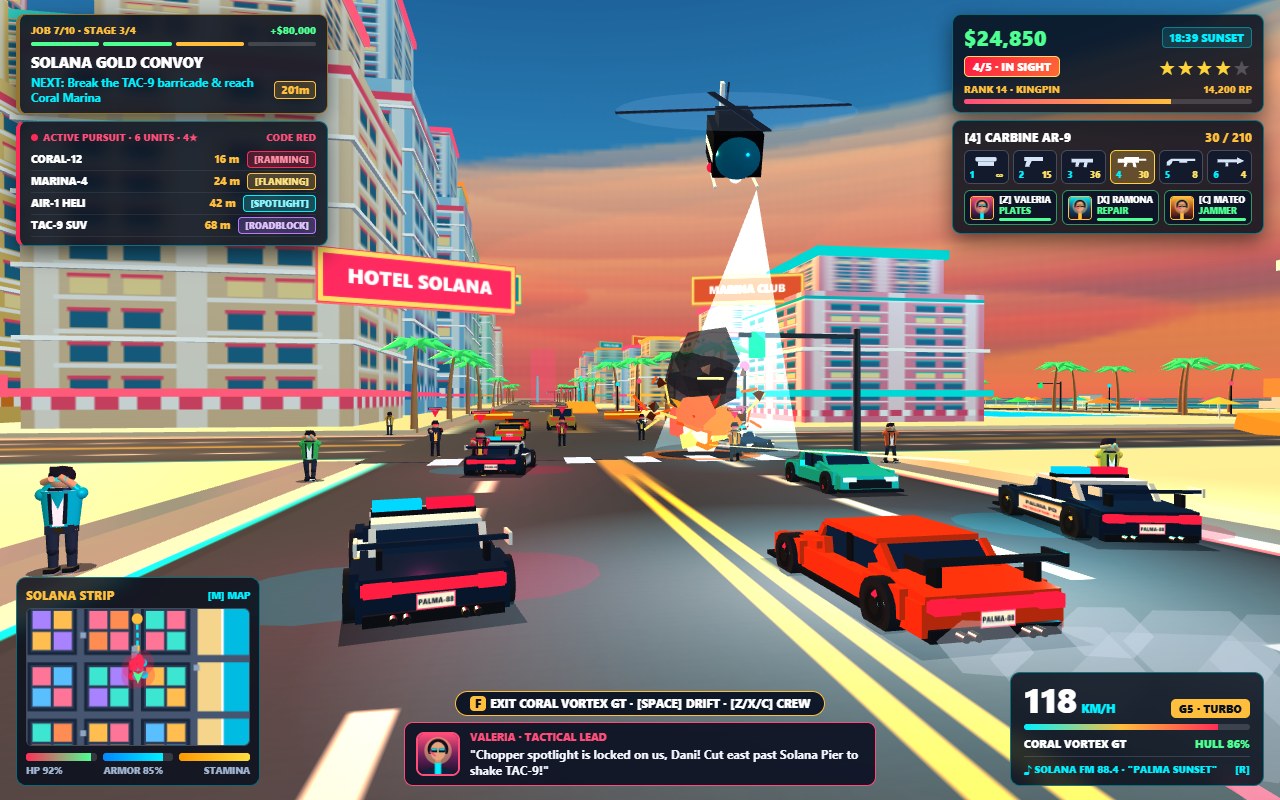 JOB 7/10 · STAGE 3/4 +$80,000
SOLANA GOLD CONVOY
NEXT: Break the TAC-9 barricade & reach
Coral Marina
201m
ACTIVE PURSUIT · 6 UNITS · 4★ CODE RED
CORAL-12 16 m [RAMMING]
MARINA-4 24 m [FLANKING]
AIR-1 HELI 42 m [SPOTLIGHT]
TAC-9 SUV 68 m [ROADBLOCK]
$24,850 18:39 SUNSET
4/5 · IN SIGHT ★★★★★
RANK 14 · KINGPIN 14,200 RP
[4] CARBINE AR-9 30 / 210
1 ∞ 2 15 3 36 4 30 5 8 6 4
[Z] VALERIA
PLATES
[X] RAMONA
REPAIR
[C] MATEO
JAMMER
HOTEL SOLANA
MARINA CLUB
PALMA-88
PALMA-88
PALMA-88
SOLANA STRIP [M] MAP
HP 92% ARMOR 85% STAMINA
F EXIT CORAL VORTEX GT · [SPACE] DRIFT · [Z/X/C] CREW
VALERIA · TACTICAL LEAD
"Chopper spotlight is locked on us, Dani! Cut east past Solana Pier to
shake TAC-9!"
118 KM/H G5 · TURBO
CORAL VORTEX GT HULL 86%
♪ SOLANA FM 88.4 · "PALMA SUNSET" [R]